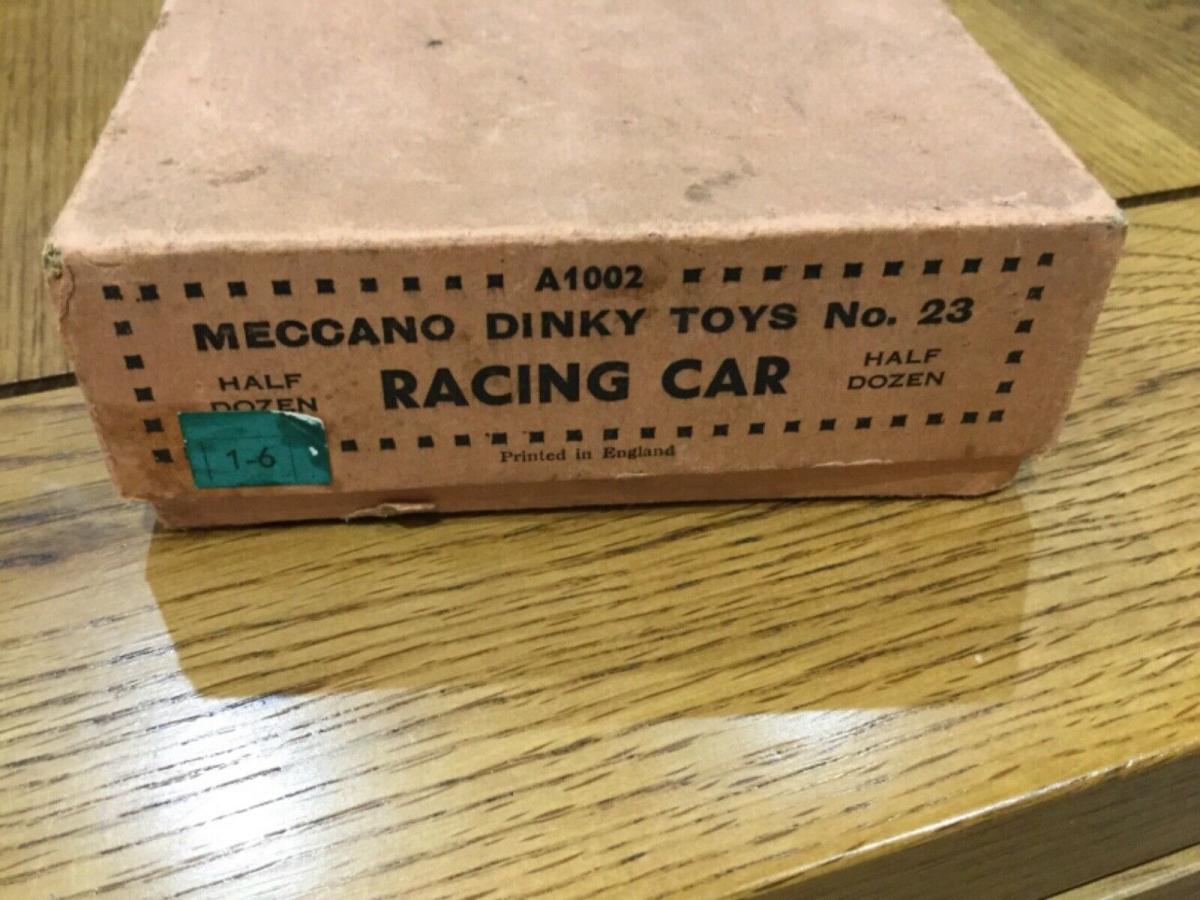 A1002
MECCANO DINKY TOYS No. 23
HALF DOZEN
RACING CAR
HALF DOZEN
1-6
Printed in England